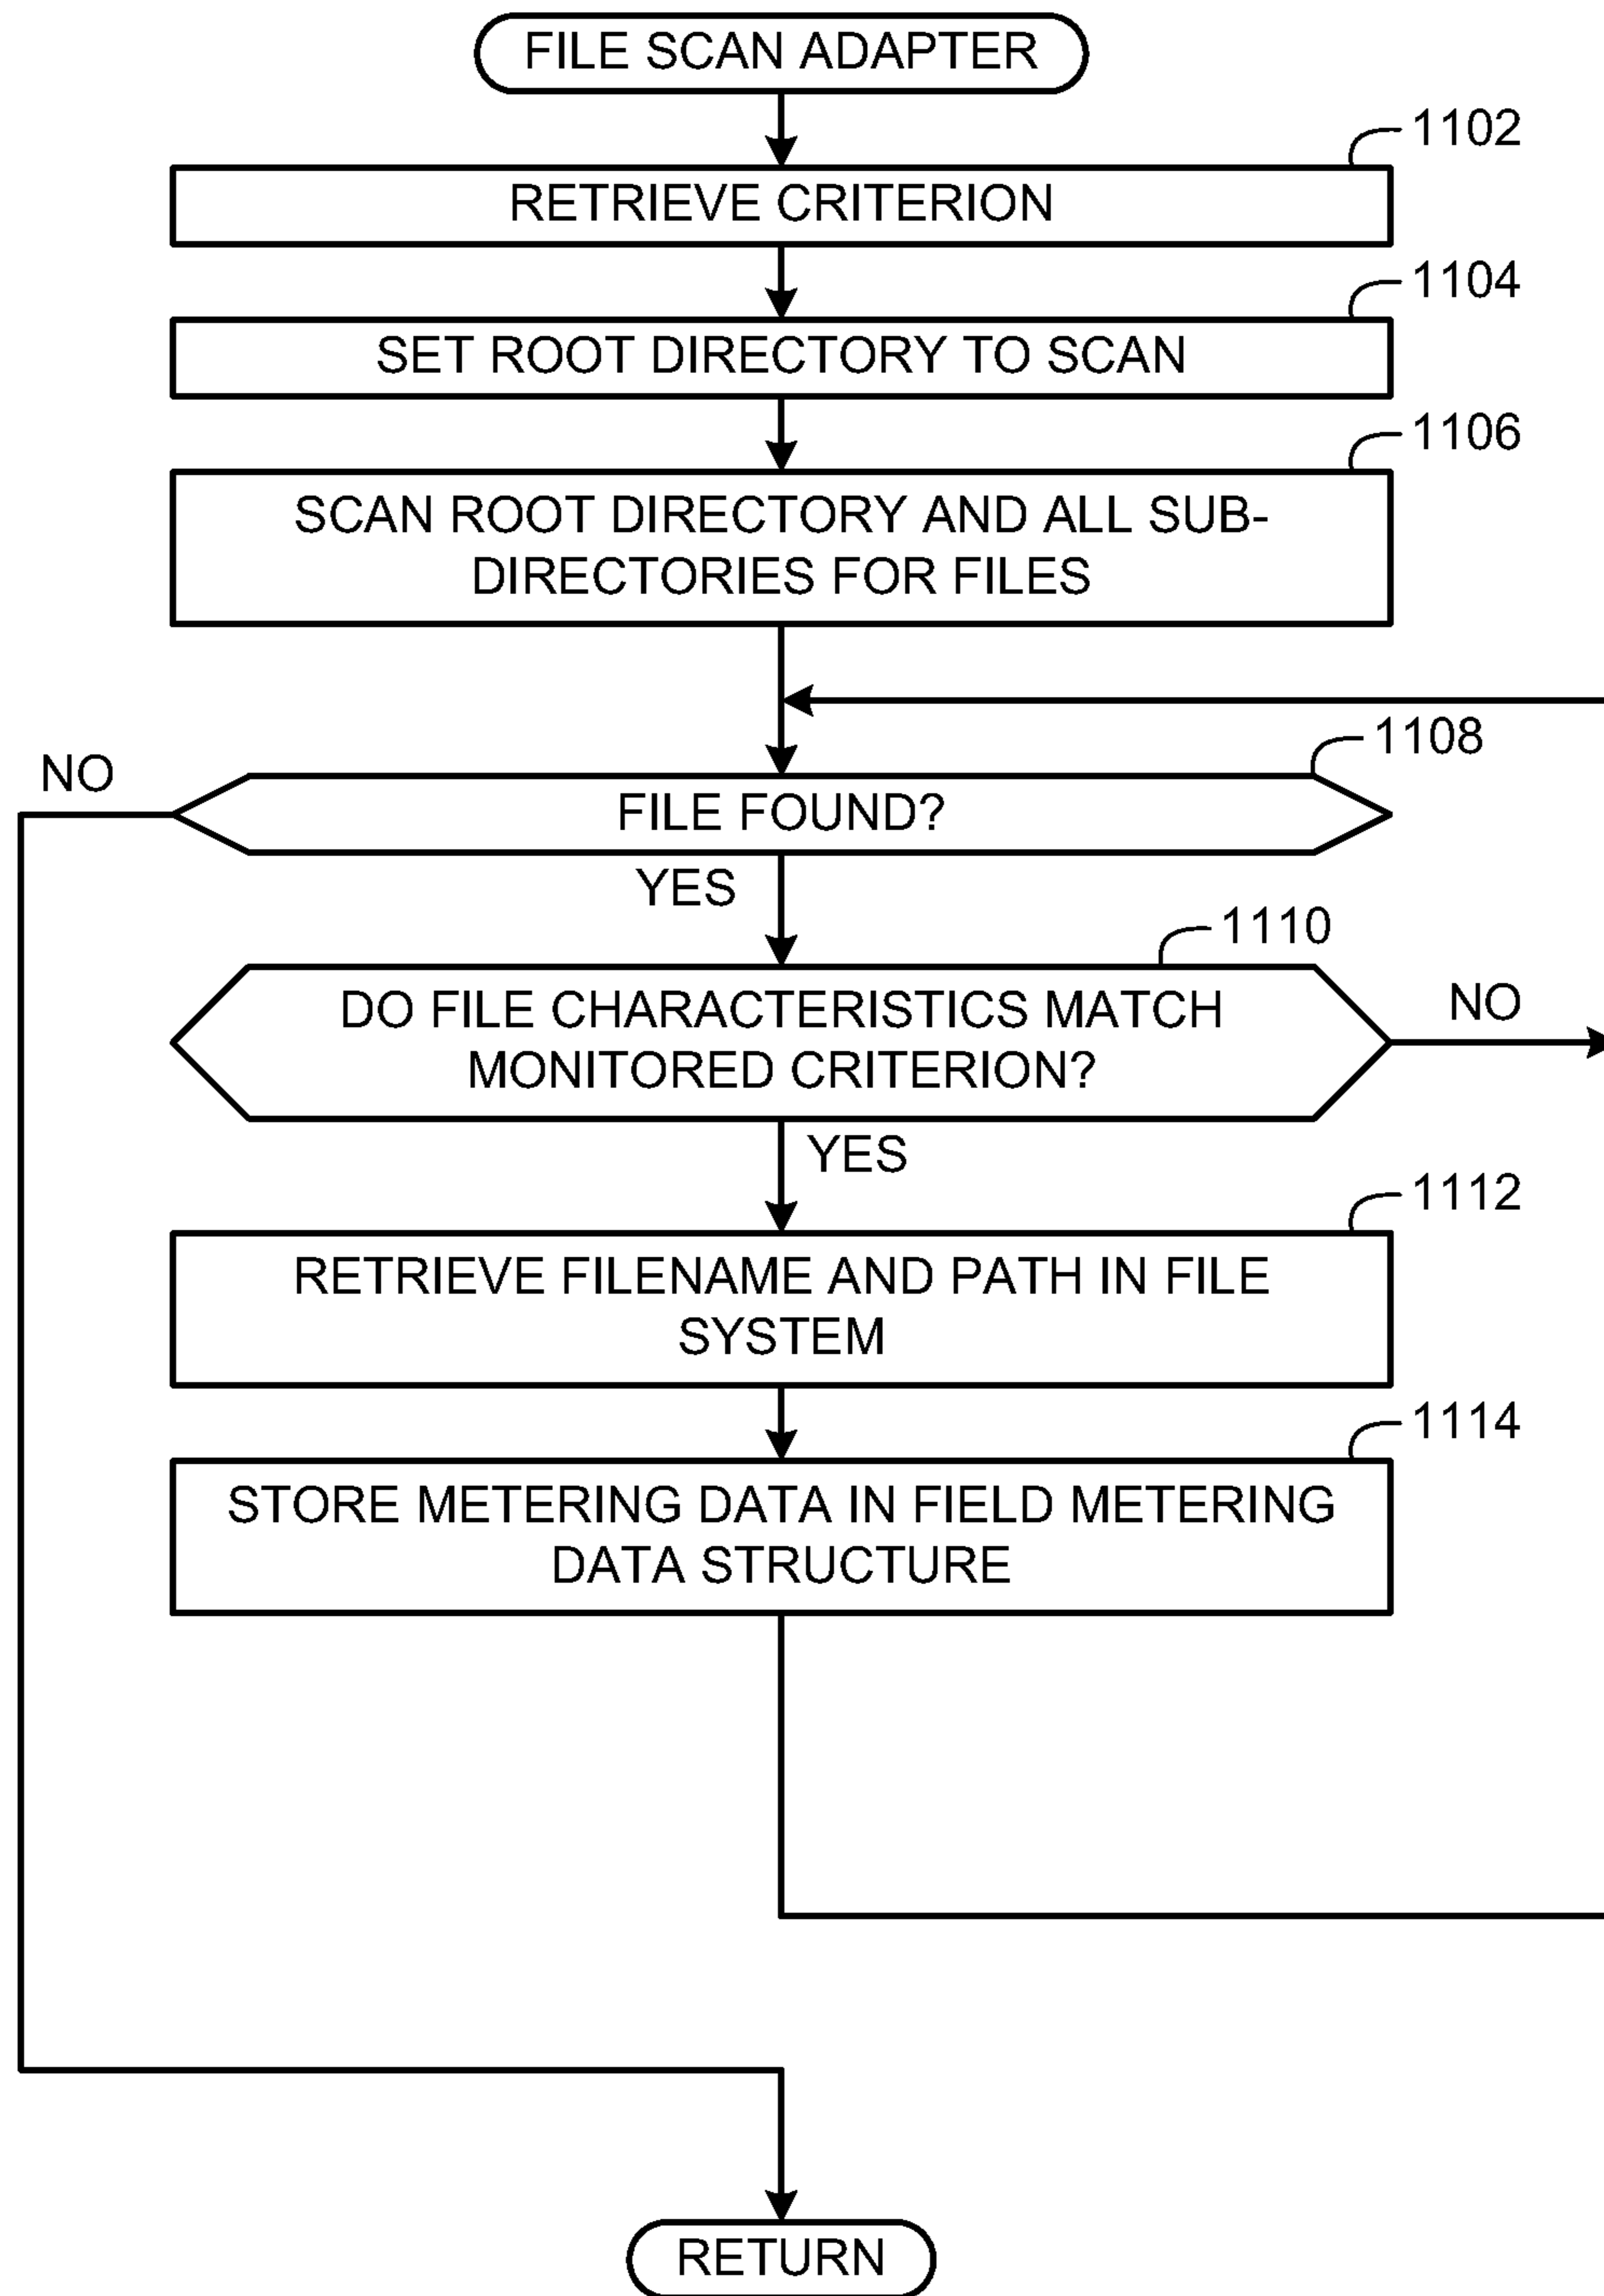 FILE SCAN ADAPTER
1102
RETRIEVE CRITERION
1104
SET ROOT DIRECTORY TO SCAN
1106
SCAN ROOT DIRECTORY AND ALL SUB-
DIRECTORIES FOR FILES
1108
NO
FILE FOUND?
YES
1110
DO FILE CHARACTERISTICS MATCH
MONITORED CRITERION?
NO
YES
1112
RETRIEVE FILENAME AND PATH IN FILE
SYSTEM
1114
STORE METERING DATA IN FIELD METERING
DATA STRUCTURE
RETURN